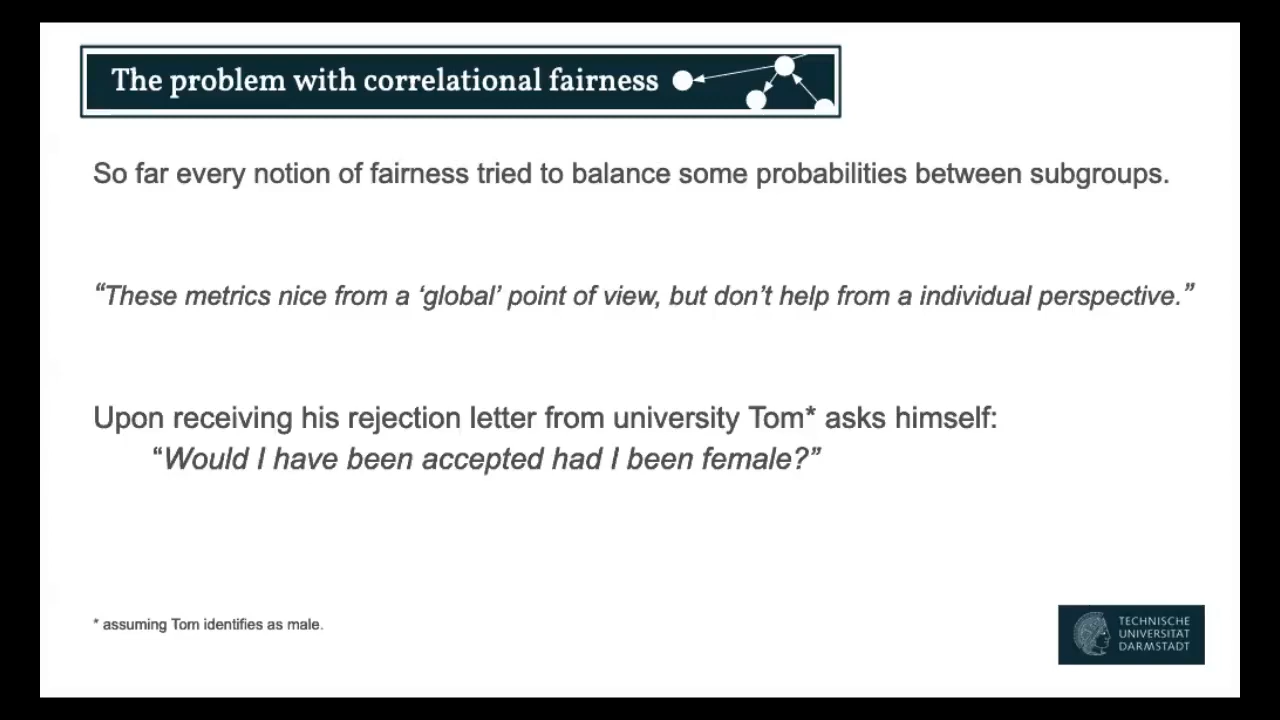 The problem with correlational fairness
So far every notion of fairness tried to balance some probabilities between subgroups.
“These metrics nice from a ‘global’ point of view, but don’t help from a individual perspective.”
Upon receiving his rejection letter from university Tom* asks himself:
“Would I have been accepted had I been female?”
* assuming Tom identifies as male.
TECHNISCHE
UNIVERSITÄT
DARMSTADT